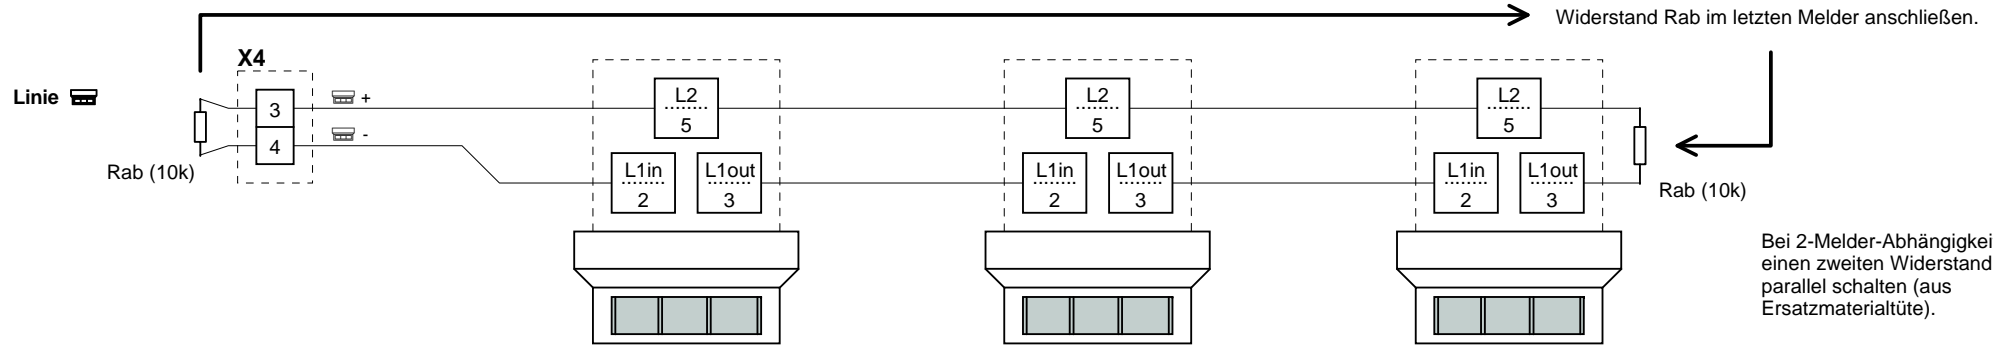 Widerstand Rab im letzten Melder anschließen.
X4
Linie
3
+
4
-
Rab (10k)
L2
5
L1in
2
L1out
3
L2
5
L1in
2
L1out
3
L2
5
L1in
2
L1out
3
Rab (10k)
Bei 2-Melder-Abhängigkei
einen zweiten Widerstand
parallel schalten (aus
Ersatzmaterialtüte).